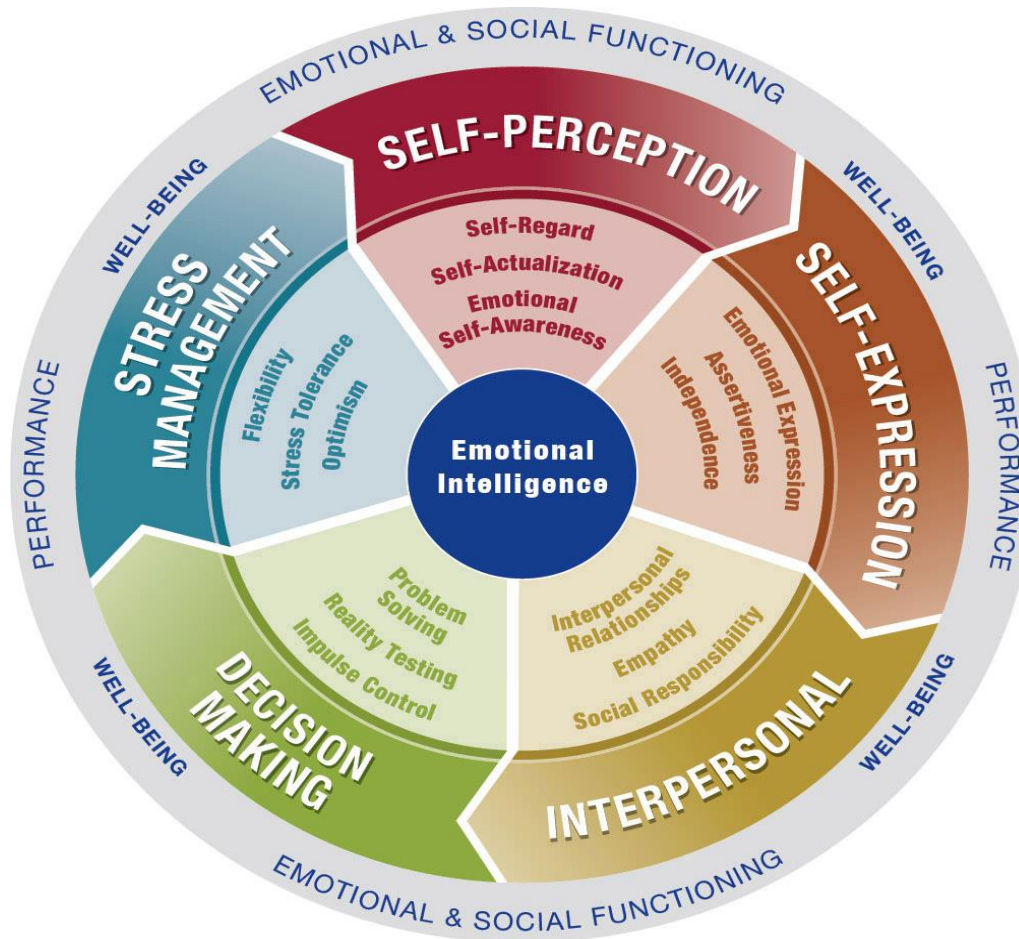 EMOTIONAL & SOCIAL FUNCTIONING
WELL-BEING
WELL-BEING
PERFORMANCE
PERFORMANCE
WELL-BEING
WELL-BEING
EMOTIONAL & SOCIAL FUNCTIONING
SELF-PERCEPTION
Self-Regard
Self-Actualization
Emotional
Self-Awareness
SELF-EXPRESSION
Emotional Expression
Assertiveness
Independence
INTERPERSONAL
Interpersonal
Relationships
Empathy
Social Responsibility
DECISION
MAKING
Problem
Solving
Reality Testing
Impulse Control
STRESS
MANAGEMENT
Flexibility
Stress Tolerance
Optimism
Emotional
Intelligence